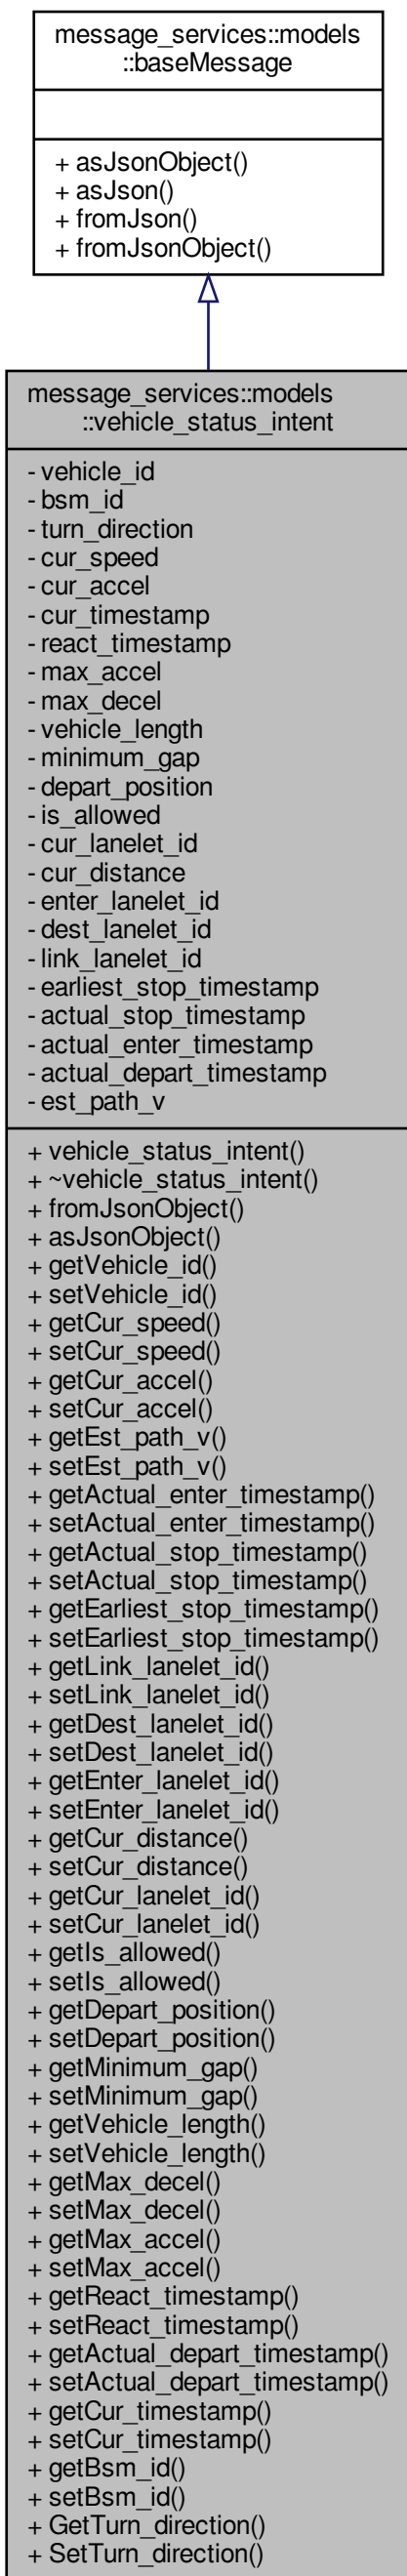 message_services::models
::baseMessage
+ asJsonObject()
+ asJson()
+ fromJson()
+ fromJsonObject()
message_services::models
::vehicle_status_intent
- vehicle_id
- bsm_id
- turn_direction
- cur_speed
- cur_accel
- cur_timestamp
- react_timestamp
- max_accel
- max_decel
- vehicle_length
- minimum_gap
- depart_position
- is_allowed
- cur_lanelet_id
- cur_distance
- enter_lanelet_id
- dest_lanelet_id
- link_lanelet_id
- earliest_stop_timestamp
- actual_stop_timestamp
- actual_enter_timestamp
- actual_depart_timestamp
- est_path_v
+ vehicle_status_intent()
+ ~vehicle_status_intent()
+ fromJsonObject()
+ asJsonObject()
+ getVehicle_id()
+ setVehicle_id()
+ getCur_speed()
+ setCur_speed()
+ getCur_accel()
+ setCur_accel()
+ getEst_path_v()
+ setEst_path_v()
+ getActual_enter_timestamp()
+ setActual_enter_timestamp()
+ getActual_stop_timestamp()
+ setActual_stop_timestamp()
+ getEarliest_stop_timestamp()
+ setEarliest_stop_timestamp()
+ getLink_lanelet_id()
+ setLink_lanelet_id()
+ getDest_lanelet_id()
+ setDest_lanelet_id()
+ getEnter_lanelet_id()
+ setEnter_lanelet_id()
+ getCur_distance()
+ setCur_distance()
+ getCur_lanelet_id()
+ setCur_lanelet_id()
+ getIs_allowed()
+ setIs_allowed()
+ getDepart_position()
+ setDepart_position()
+ getMinimum_gap()
+ setMinimum_gap()
+ getVehicle_length()
+ setVehicle_length()
+ getMax_decel()
+ setMax_decel()
+ getMax_accel()
+ setMax_accel()
+ getReact_timestamp()
+ setReact_timestamp()
+ getActual_depart_timestamp()
+ setActual_depart_timestamp()
+ getCur_timestamp()
+ setCur_timestamp()
+ getBsm_id()
+ setBsm_id()
+ GetTurn_direction()
+ SetTurn_direction()